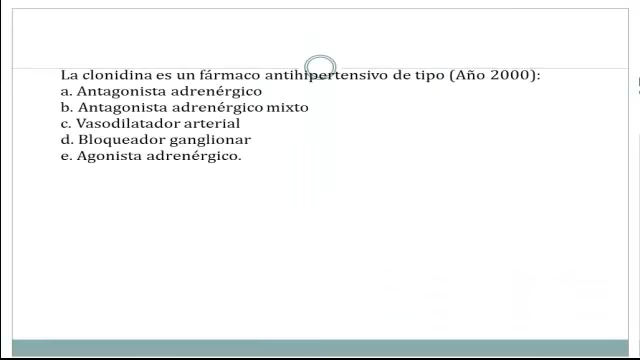 La clonidina es un fármaco antihipertensivo de tipo (Año 2000):
a. Antagonista adrenérgico
b. Antagonista adrenérgico mixto
c. Vasodilatador arterial
d. Bloqueador ganglionar
e. Agonista adrenérgico.